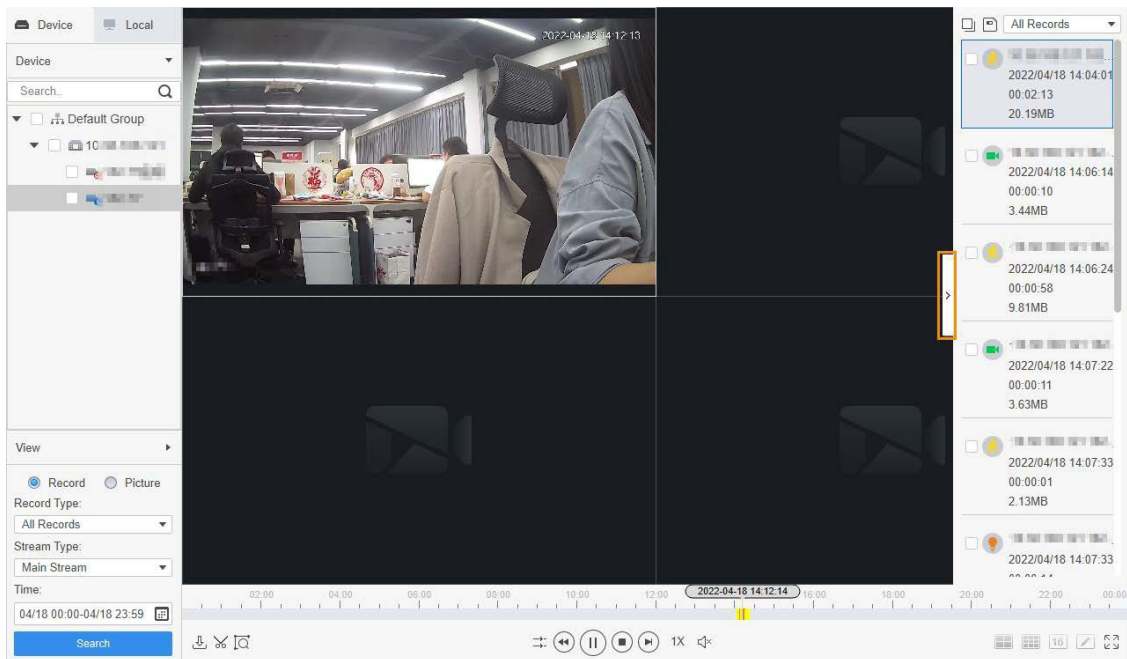 Device
Local
Device
Search..
Default Group
10
View
Record
Picture
Record Type:
All Records
Stream Type:
Main Stream
Time:
04/18 00:00-04/18 23:59
Search
福
02:00 04:00 06:00 08:00 10:00 12:00 2022-04-18 14:12:14 16:00 18:00 20:00 22:00 00:00
1X
16
All Records
2022/04/18 14:04:01
00:02:13
20.19MB
2022/04/18 14:06:14
00:00:10
3.44MB
2022/04/18 14:06:24
00:00:58
9.81MB
2022/04/18 14:07:22
00:00:11
3.63MB
2022/04/18 14:07:33
00:00:01
2.13MB
2022/04/18 14:07:33